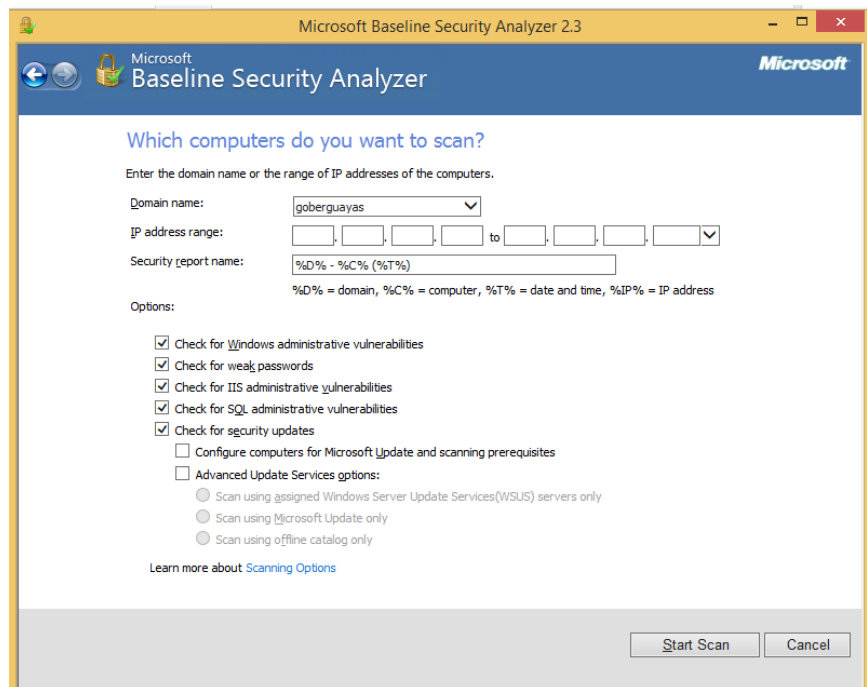 Microsoft Baseline Security Analyzer 2.3
Microsoft
Baseline Security Analyzer
Microsoft
Which computers do you want to scan?
Enter the domain name or the range of IP addresses of the computers.
Domain name: goberguayas
IP address range: . . . to . . .
Security report name: %D% - %C% (%T%)
%D% = domain, %C% = computer, %T% = date and time, %IP% = IP address
Options:
Check for Windows administrative vulnerabilities
Check for weak passwords
Check for IIS administrative vulnerabilities
Check for SQL administrative vulnerabilities
Check for security updates
Configure computers for Microsoft Update and scanning prerequisites
Advanced Update Services options:
Scan using assigned Windows Server Update Services(WSUS) servers only
Scan using Microsoft Update only
Scan using offline catalog only
Learn more about Scanning Options
Start Scan Cancel